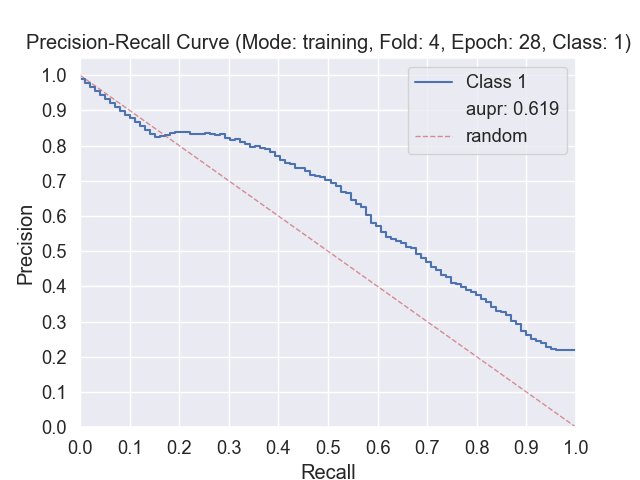 Precision-Recall Curve (Mode: training, Fold: 4, Epoch: 28, Class: 1)
Class 1
aupr: 0.619
random
Precision
1.0
0.9
0.8
0.7
0.6
0.5
0.4
0.3
0.2
0.1
0.0
0.0 0.1 0.2 0.3 0.4 0.5 0.6 0.7 0.8 0.9 1.0
Recall